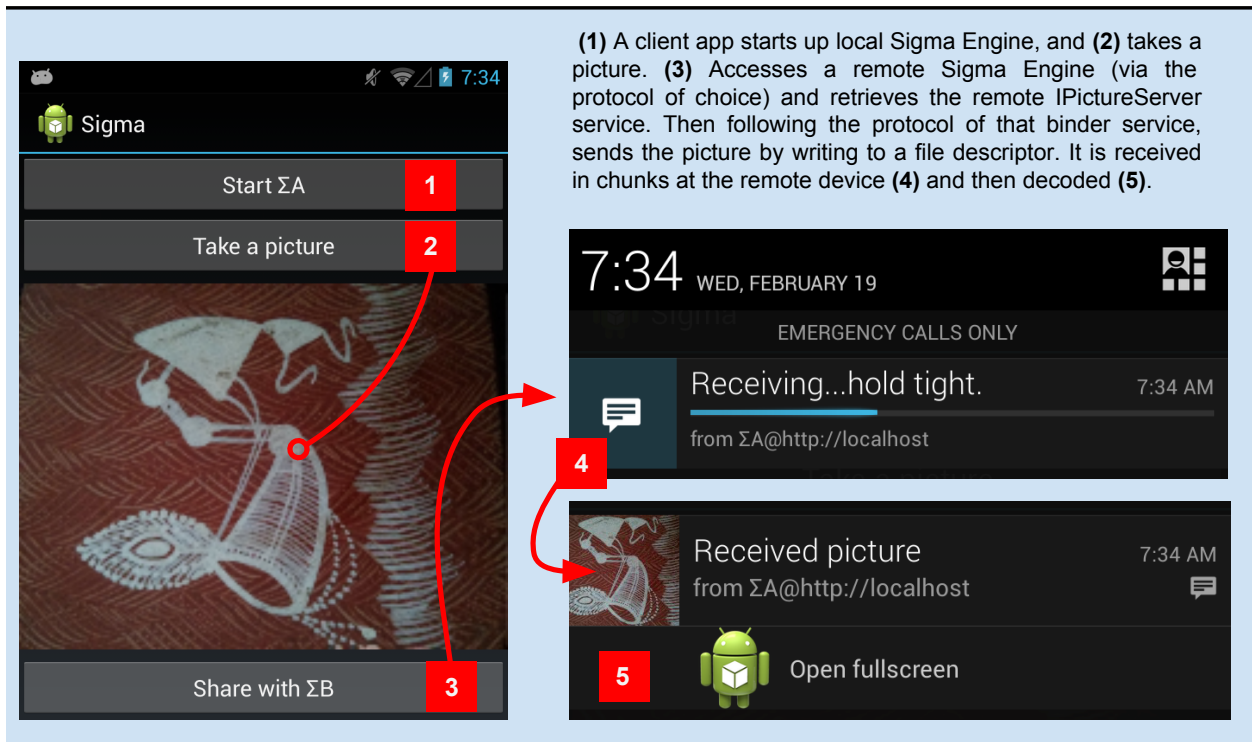 (1) A client app starts up local Sigma Engine, and (2) takes a
picture. (3) Accesses a remote Sigma Engine (via the
protocol of choice) and retrieves the remote IPictureServer
service. Then following the protocol of that binder service,
sends the picture by writing to a file descriptor. It is received
in chunks at the remote device (4) and then decoded (5).
7:34
Sigma
Start ΣA 1
Take a picture 2
Share with ΣB 3
7:34 WED, FEBRUARY 19
Sigma
EMERGENCY CALLS ONLY
Receiving...hold tight. 7:34 AM
from ΣA@http://localhost
4
Take a picture
Received picture 7:34 AM
from ΣA@http://localhost
5 Open fullscreen